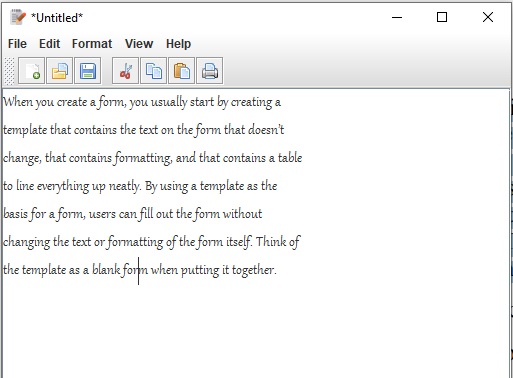 *Untitled*
File Edit Format View Help
When you create a form, you usually start by creating a
template that contains the text on the form that doesn't
change, that contains formatting, and that contains a table
to line everything up neatly. By using a template as the
basis for a form, users can fill out the form without
changing the text or formatting of the form itself. Think of
the template as a blank form when putting it together.